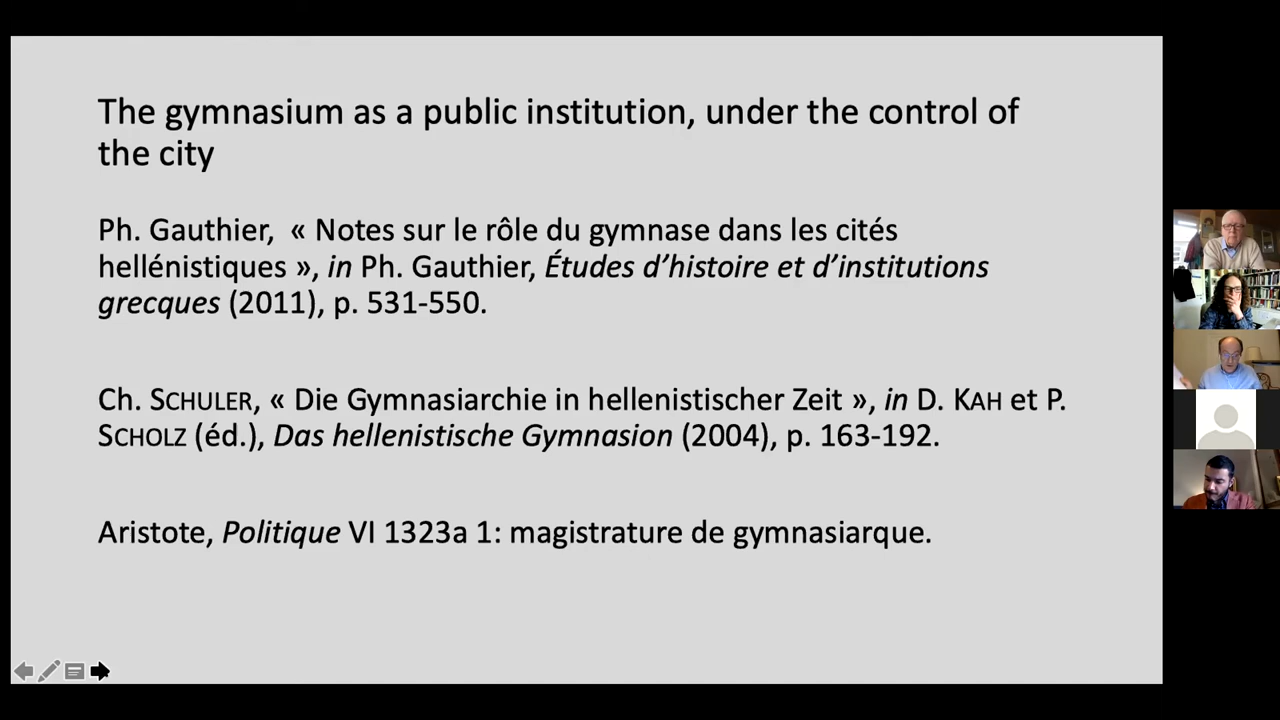 The gymnasium as a public institution, under the control of
the city
Ph. Gauthier,  « Notes sur le rôle du gymnase dans les cités
hellénistiques », in Ph. Gauthier, Études d’histoire et d’institutions
grecques (2011), p. 531-550.
Ch. SCHULER, « Die Gymnasiarchie in hellenistischer Zeit », in D. KAH et P.
SCHOLZ (éd.), Das hellenistische Gymnasion (2004), p. 163-192.
Aristote, Politique VI 1323a 1: magistrature de gymnasiarque.